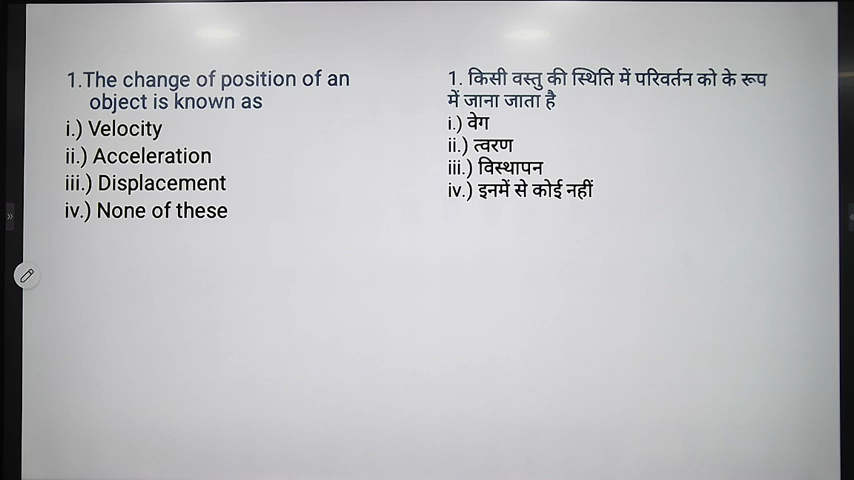 1.The change of position of an
object is known as
i.) Velocity
ii.) Acceleration
iii.) Displacement
iv.) None of these
1. किसी वस्तु की स्थिति में परिवर्तन को के रूप
में जाना जाता है
i.) वेग
ii.) त्वरण
iii.) विस्थापन
iv.) इनमें से कोई नहीं